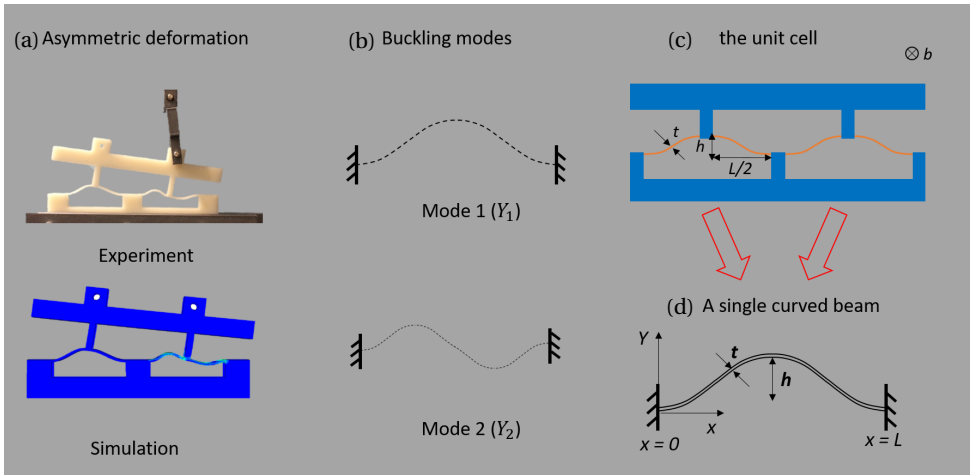 (a) Asymmetric deformation
Experiment
Simulation
(b) Buckling modes
Mode 1 (Y₁)
Mode 2 (Y₂)
(c) the unit cell
⊗ b
t
h
L/2
(d) A single curved beam
Y
t
h
x
x = 0
x = L